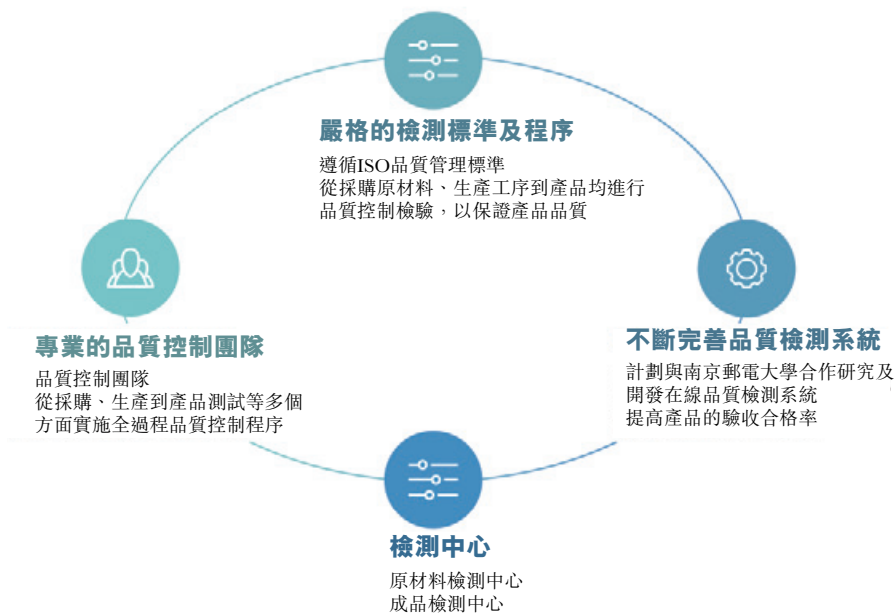 嚴格的檢測標準及程序
遵循ISO品質管理標準
從採購原材料、生產工序到產品均進行
品質控制檢驗，以保證產品品質
專業的品質控制團隊
品質控制團隊
從採購、生產到產品測試等多個
方面實施全過程品質控制程序
不斷完善品質檢測系統
計劃與南京郵電大學合作研究及
開發在線品質檢測系統
提高產品的驗收合格率
檢測中心
原材料檢測中心
成品檢測中心